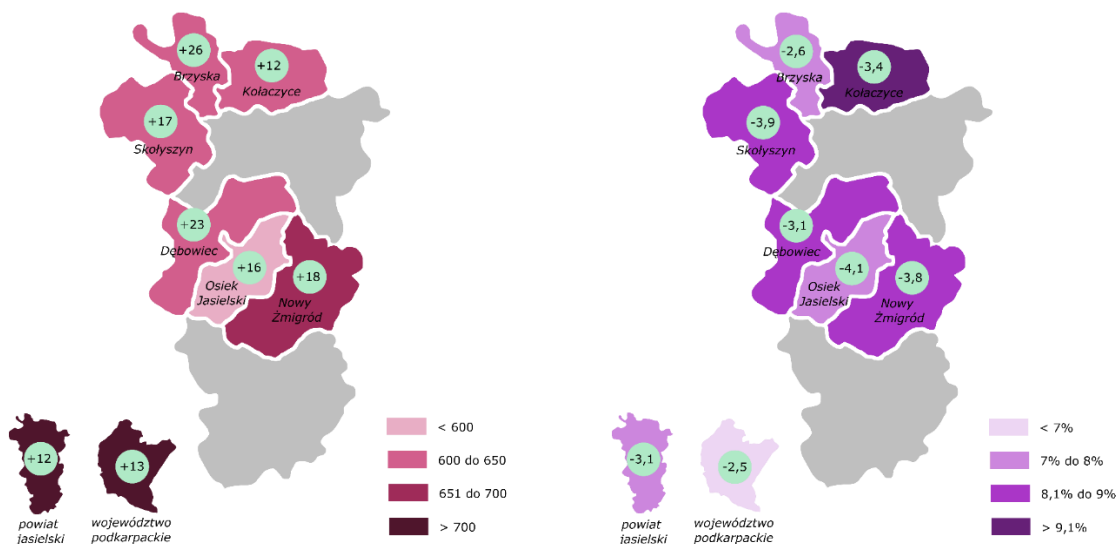 +26
Brzyska
+12
Kołaczyce
+17
Skołyszyn
+23
Dębowiec
+16
Osiek
Jasielski
+18
Nowy
Żmigród
+12
powiat
jasielski
+13
województwo
podkarpackie
< 600
600 do 650
651 do 700
> 700
-2,6
Brzyska
-3,4
Kołaczyce
-3,9
Skołyszyn
-3,1
Dębowiec
-4,1
Osiek
Jasielski
-3,8
Nowy
Żmigród
-3,1
powiat
jasielski
-2,5
województwo
podkarpackie
< 7%
7% do 8%
8,1% do 9%
> 9,1%